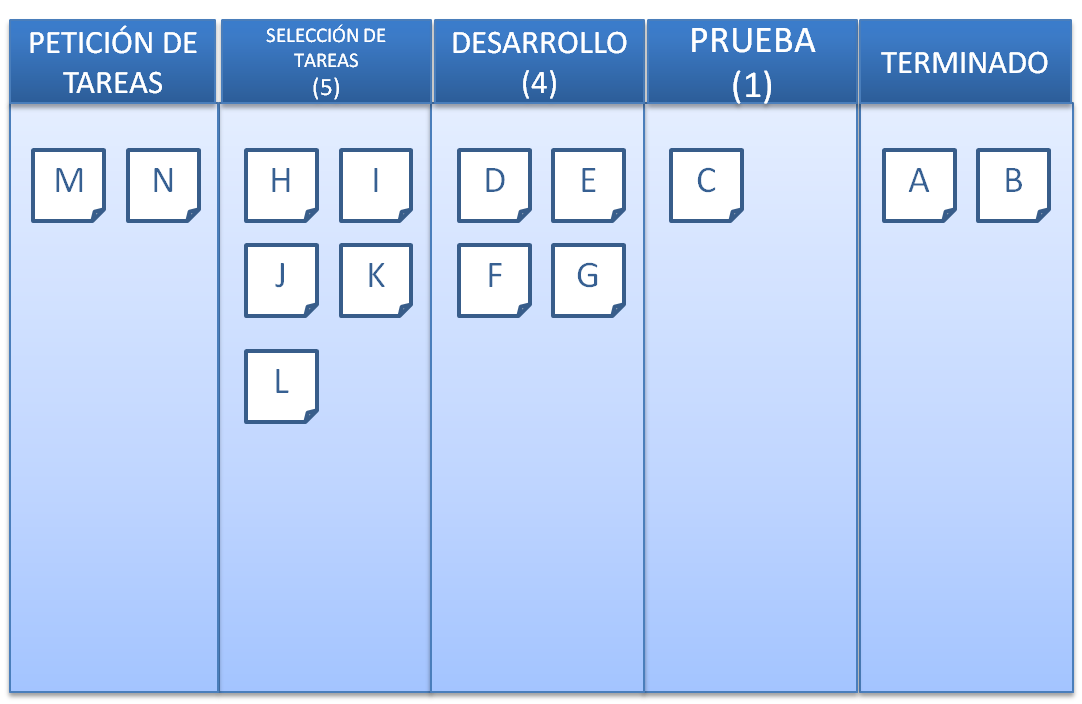 PETICIÓN DE
TAREAS
SELECCIÓN DE
TAREAS
(5)
DESARROLLO
(4)
PRUEBA
(1)
TERMINADO
M N
H I
J K
L
D E
F G
C
A B